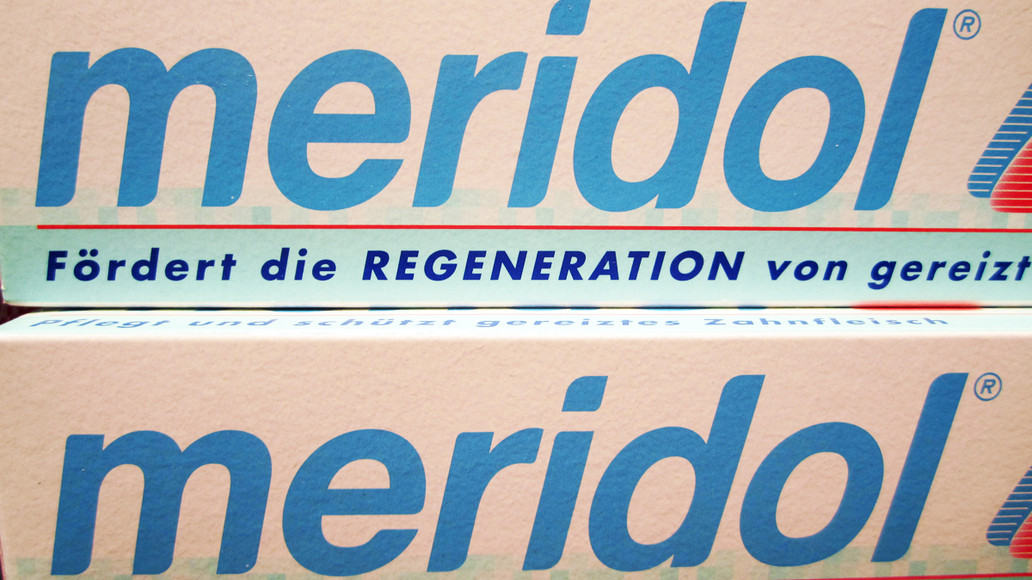 meridol®
Fördert die REGENERATION von gereizt
Pflegt und schützt gereiztes Zahnfleisch
meridol®